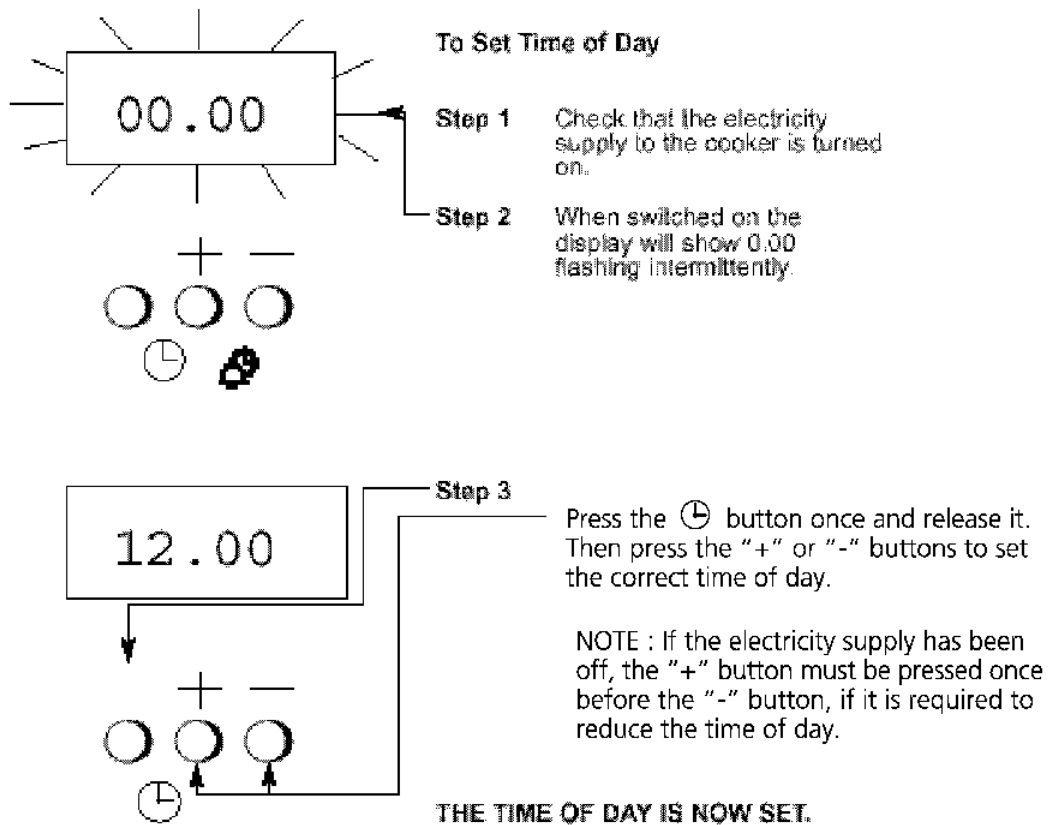 To Set Time of Day
00.00
Step 1
Check that the electricity
supply to the cooker is turned
on.
Step 2
When switched on the
display will show 0.00
flashing intermittently.
+ −
12.00
Step 3
Press the button once and release it.
Then press the "+" or "-" buttons to set
the correct time of day.
NOTE : If the electricity supply has been
off, the "+" button must be pressed once
before the "-" button, if it is required to
reduce the time of day.
+ −
THE TIME OF DAY IS NOW SET.